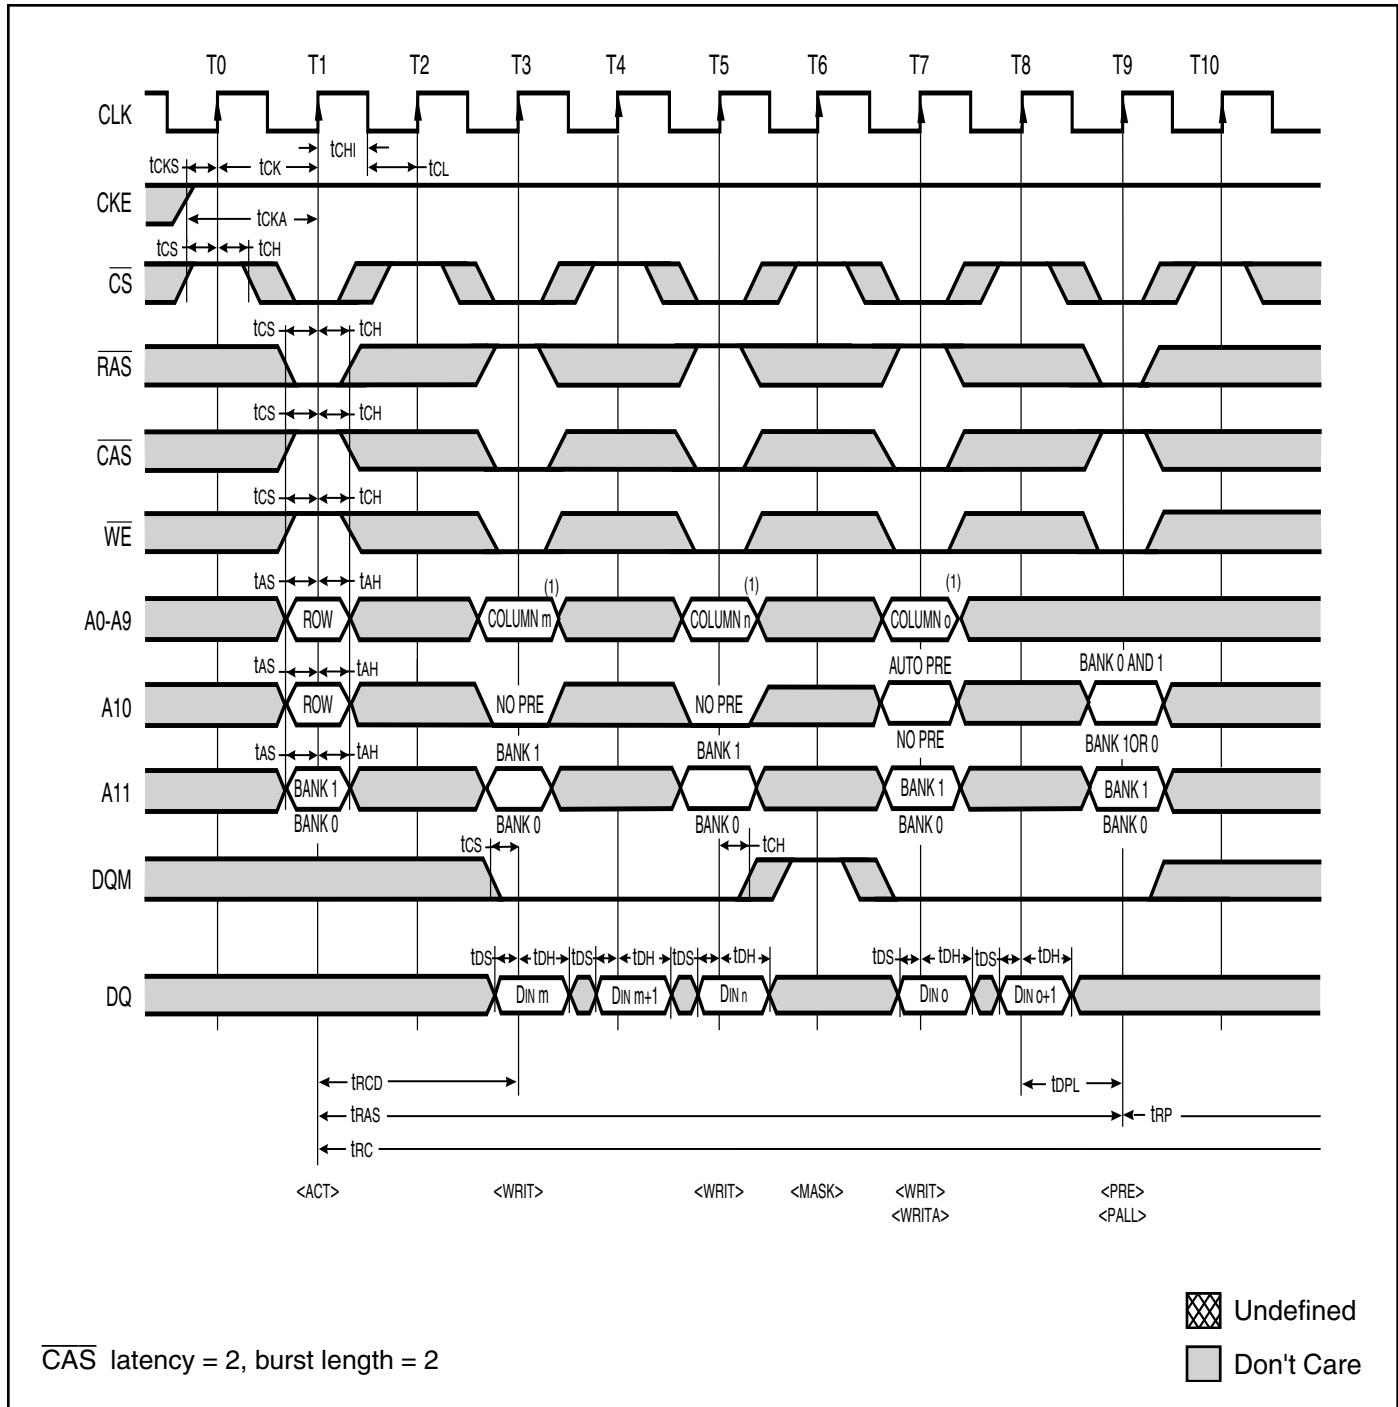 T0 T1 T2 T3 T4 T5 T6 T7 T8 T9 T10
CLK
tCHI
tCKS tCK tCL
CKE
tCKA
tCS tCH
CS
tCS tCH
RAS
tCS tCH
CAS
tCS tCH
WE
tAS tAH (1) (1) (1)
A0-A9 ROW COLUMN m COLUMN n COLUMN o
tAS tAH AUTO PRE BANK 0 AND 1
A10 ROW NO PRE NO PRE
NO PRE BANK 1OR 0
tAS tAH BANK 1 BANK 1
A11 BANK 1 BANK 1 BANK 1
BANK 0 BANK 0 BANK 0 BANK 0 BANK 0
tCS tCH
DQM
tDS tDH tDS tDH tDS tDH tDS tDH tDS tDH
DQ DIN m DIN m+1 DIN n DIN o DIN o+1
tRCD tDPL
tRAS tRP
tRC
<ACT> <WRIT> <WRIT> <MASK> <WRIT> <PRE>
<WRITA> <PALL>
Undefined
CAS latency = 2, burst length = 2
Don't Care